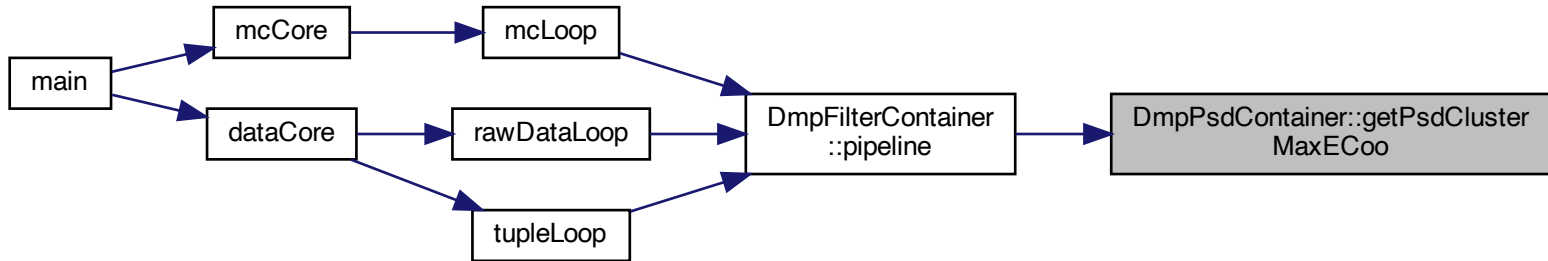 main
mcCore
mcLoop
dataCore
rawDataLoop
tupleLoop
DmpFilterContainer
::pipeline
DmpPsdContainer::getPsdCluster
MaxECoo